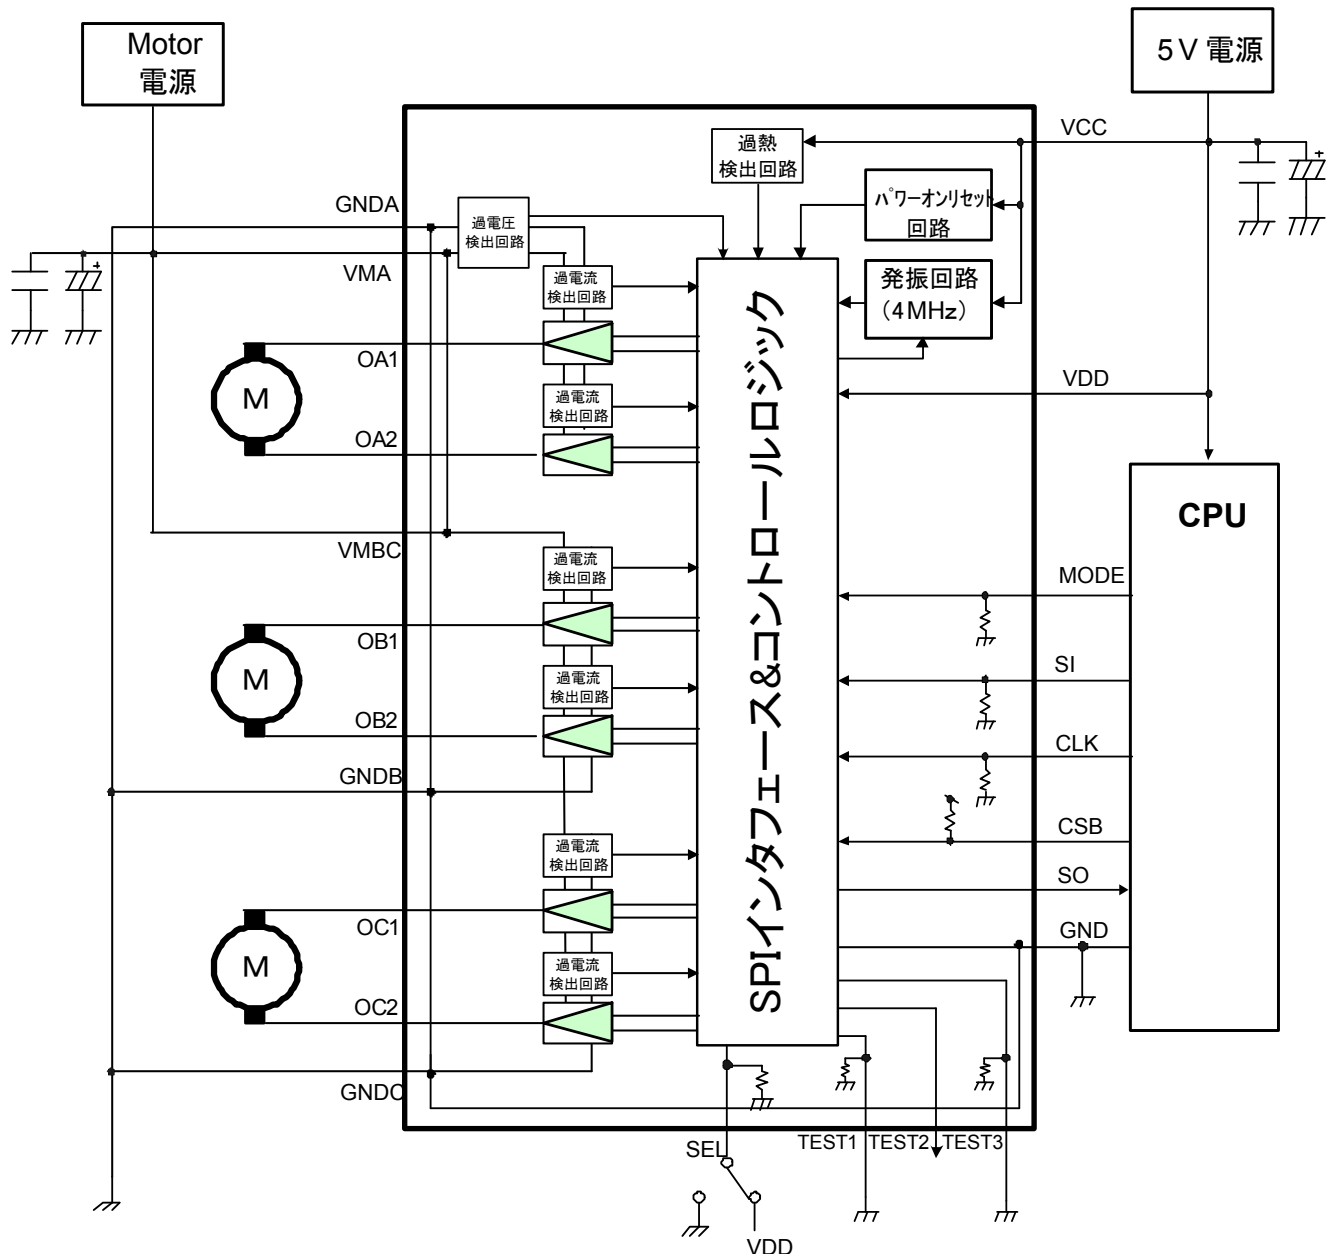 Motor
電源
5V 電源
VCC
過熱
検出回路
パワーオンリセット
回路
GNDA
過電圧
検出回路
VMA
過電流
検出回路
発振回路
(4MHz)
OA1
M
過電流
検出回路
VDD
OA2
SPIインタフェース&コントロールロジック
CPU
VMBC
過電流
検出回路
MODE
OB1
M
過電流
検出回路
SI
OB2
CLK
GNDB
CSB
過電流
検出回路
SO
OC1
GND
M
過電流
検出回路
OC2
GNDC
SEL
TEST1
TEST2
TEST3
VDD